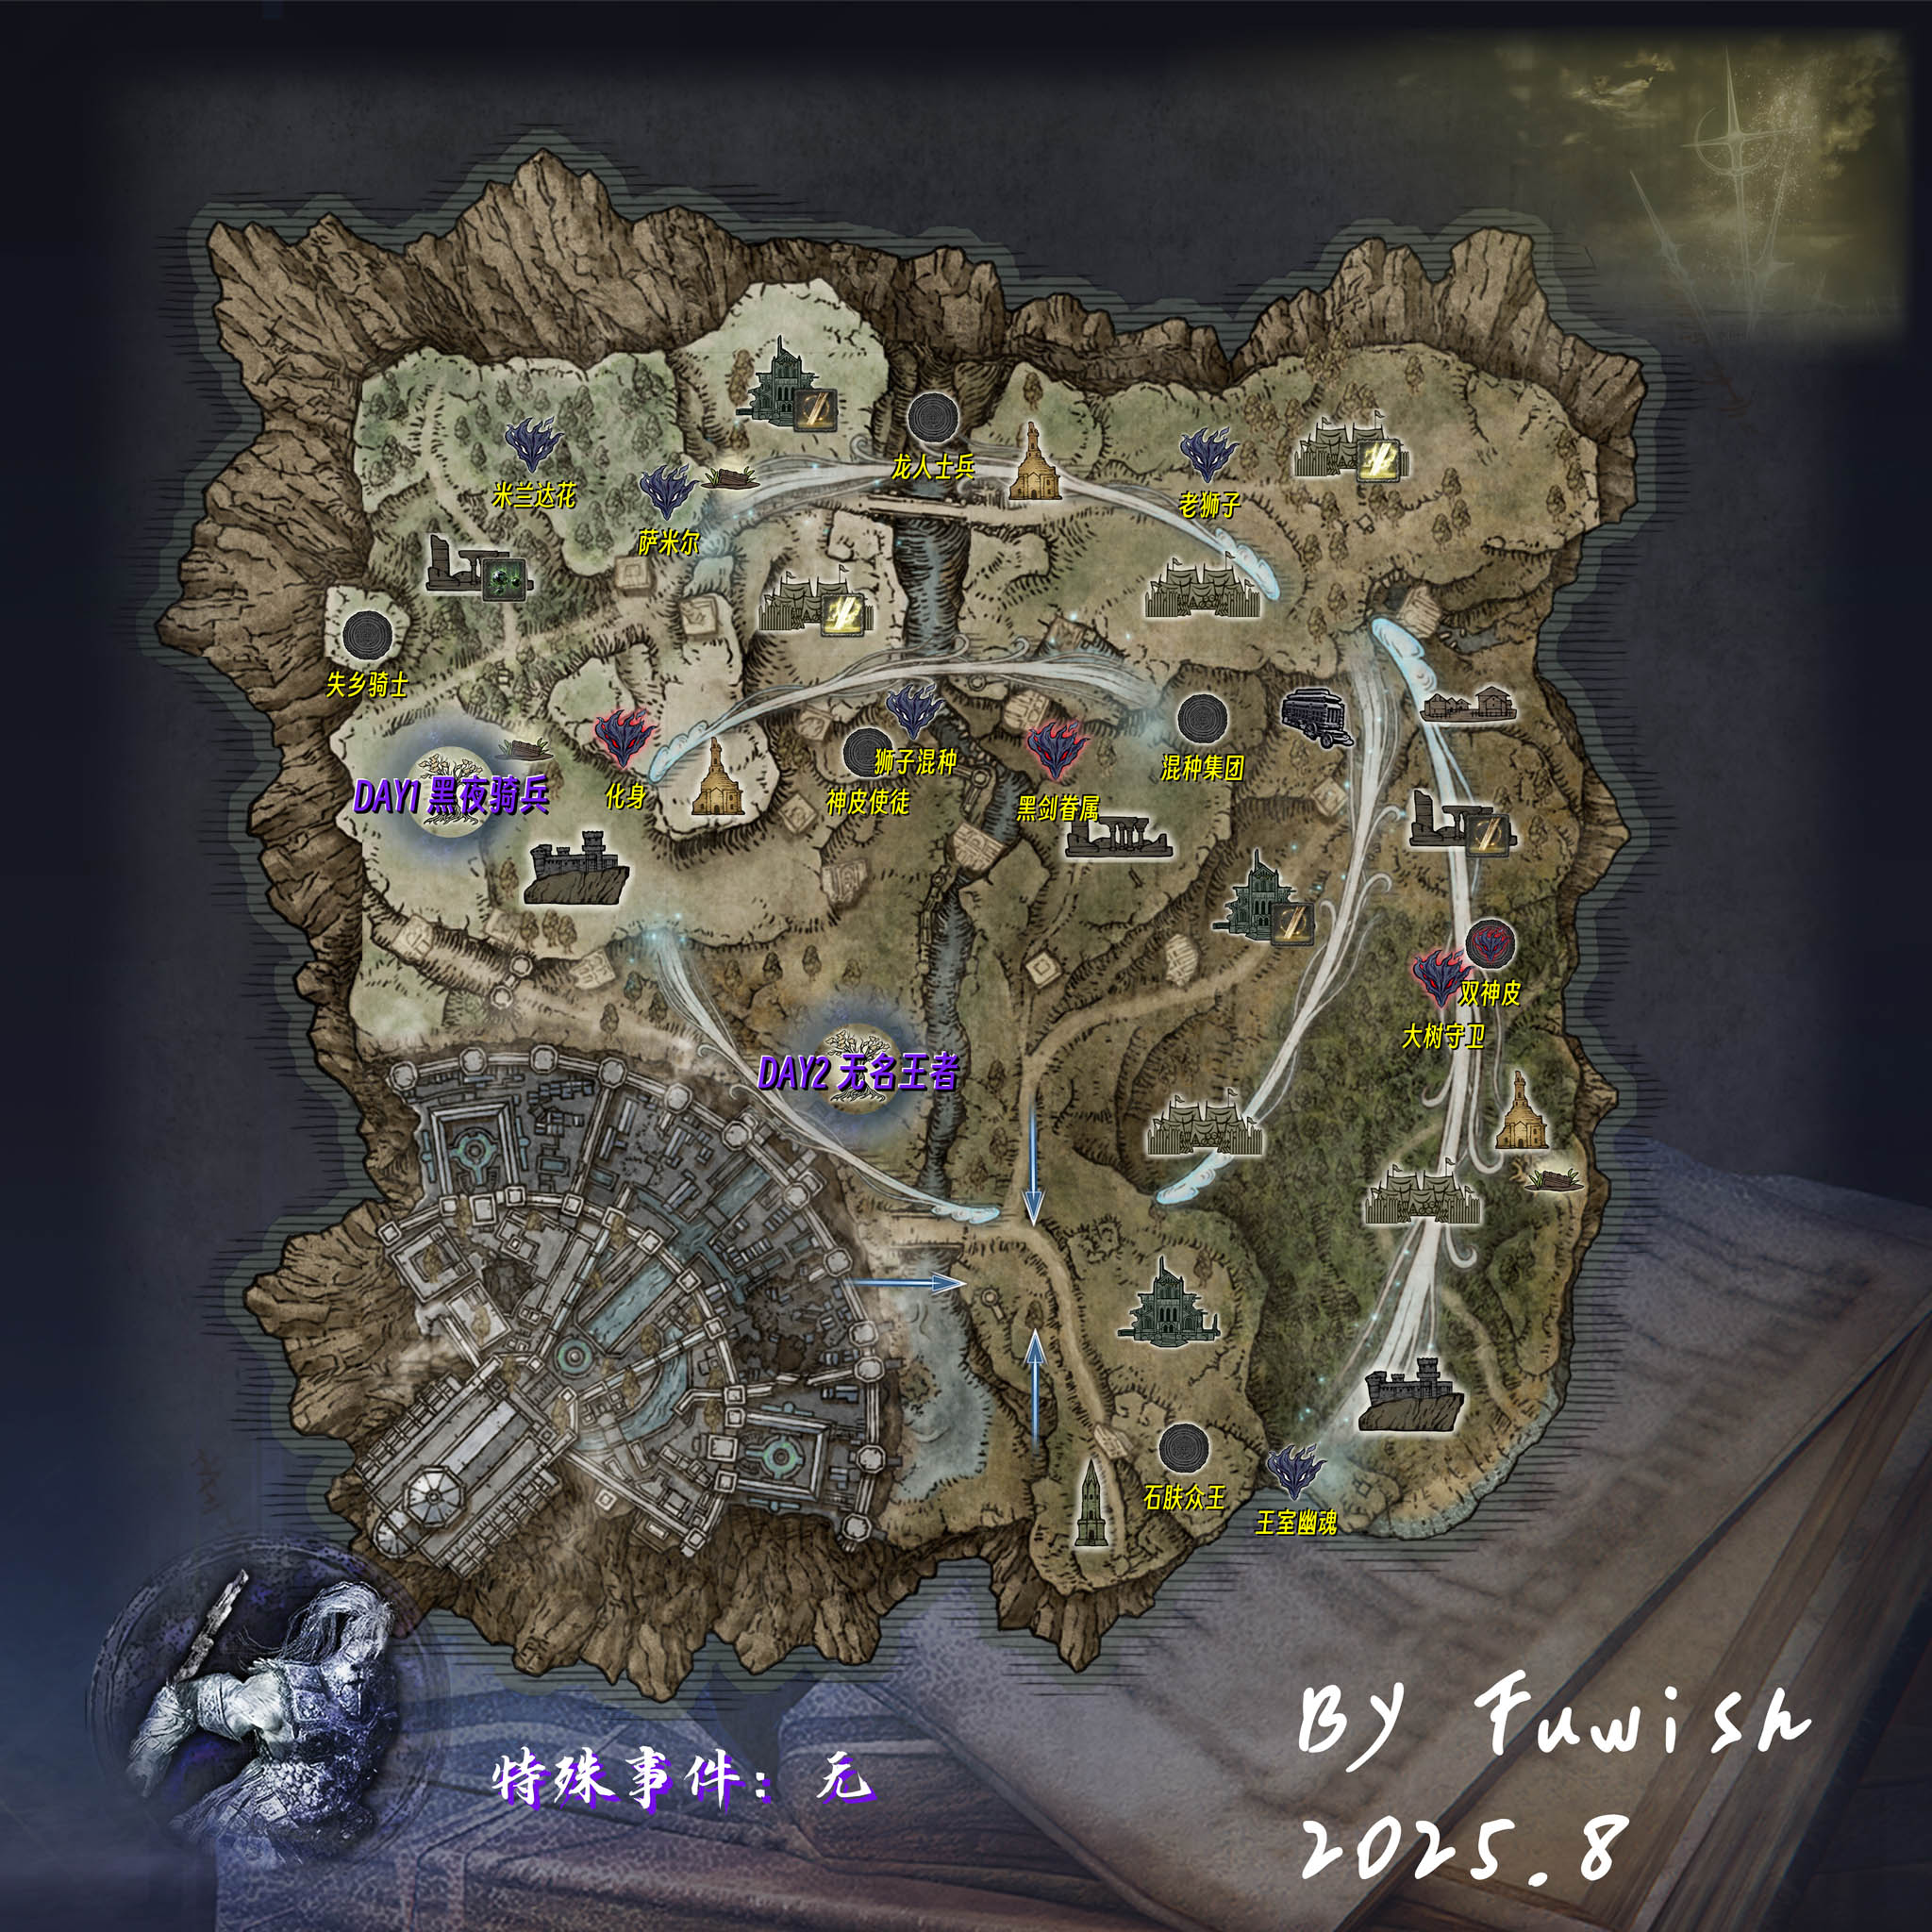 龙人士兵
米兰达花
老狮子
萨米尔
失乡骑士
狮子混种
混种集团
DAY1 黑夜骑兵
化身
神皮使徒
黑剑眷属
双神皮
大树守卫
DAY2 无名王者
石肤众王
王室幽魂
BY Fuwish
特殊事件：无
2025.8